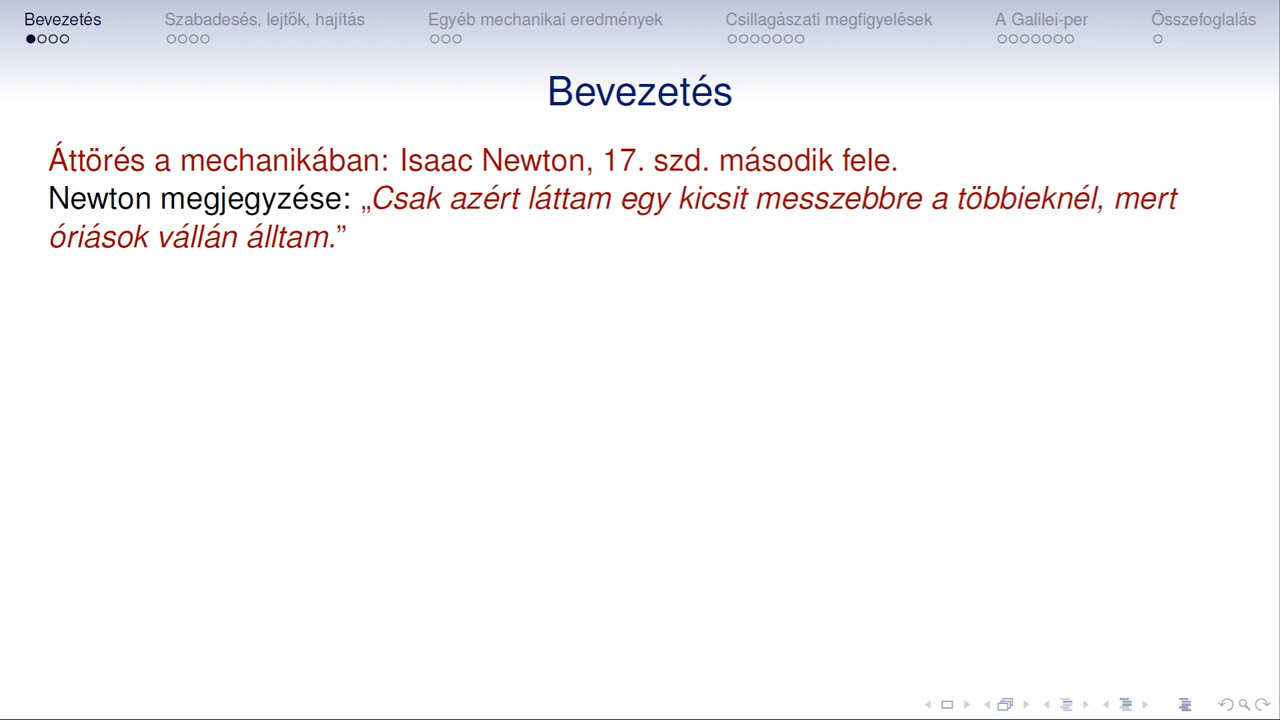 Bevezetés
Szabadesés, lejtők, hajítás
Egyéb mechanikai eredmények
Csillagászati megfigyelések
A Galilei-per
Összefoglalás
Bevezetés
Áttörés a mechanikában: Isaac Newton, 17. szd. második fele.
Newton megjegyzése: „Csak azért láttam egy kicsit messzebbre a többieknél, mert
óriások vállán álltam.”